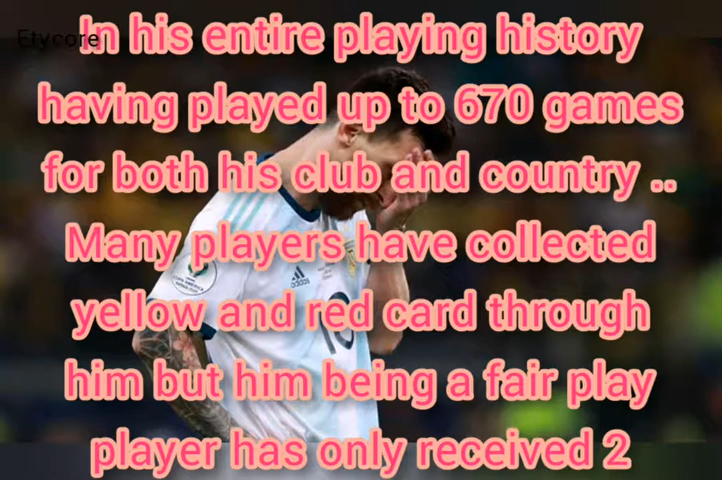 Etycore
In his entire playing history
having played up to 670 games
for both his club and country ..
Many players have collected
yellow and red card through
him but him being a fair play
player has only received 2
adidas
10